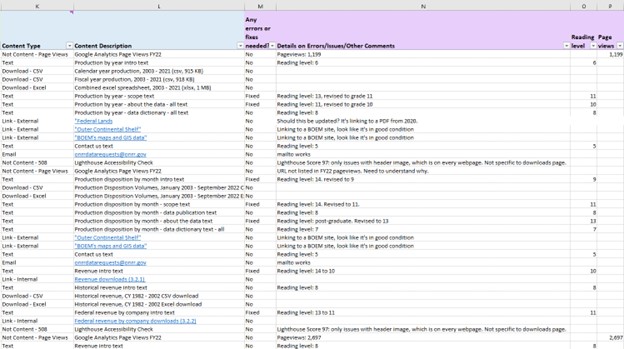 K L M N O P
Any errors or fixes needed?
Content Type Content Description Details on Errors/Issues/Other Comments Reading level Page views
Not Content - Page Views Google Analytics Page Views FY22 No Pageviews: 1,199 1,199
Text Production by year intro text No Reading level: 6 6
Download - CSV Calendar year production, 2003 - 2021 (csv, 915 KB) No
Download - CSV Fiscal year production, 2003 - 2021 (csv, 918 KB) No
Download - Excel Combined excel spreadsheet, 2003 - 2021 (xlsx, 1 MB) No
Text Production by year - scope text Fixed Reading level: 13, revised to grade 11 11
Text Production by year - about the data - all text Fixed Reading level: 11, revised to grade 10 10
Text Production by year - data dictionary - all text No Reading level: 8 8
Link - External "Federal Lands No Should this be updated? It's linking to a PDF from 2020.
Link - External "Outer Continental Shelf" No Linking to a BOEM site, look like it's in good condition
Link - External "BOEM's maps and GIS data" No Linking to a BOEM site, look like it's in good condition
Text Contact us text No Reading level: 5 5
Email onrrdatarequests@onrr.gov No mailto works
Not Content - 508 Lighthouse Accessibility Check No Lighthouse Score 97: only issues with header image, which is on every webpage. Not specific to downloads page.
Not Content - Page Views Google Analytics Page Views FY22 No URL not listed in FY22 pageviews. Need to understand why.
Text Production disposition by month intro text Fixed Reading level: 14. revised to 9 9
Download - CSV Production Disposition Volumes, January 2003 - September 2022 C No
Download - Excel Production Disposition Volumes, January 2003 - September 2022 E No
Text Production disposition by month - scope text Fixed Reading level: 14. Revised to 11. 11
Text Production disposition by month - data publication text No Reading level: 8 8
Text Production disposition by month - about the data text Fixed Reading level: post-graduate. Revised to 13 13
Text Production disposition by month - data dictionary text - all No Reading level: 7 7
Link - External "Outer Continental Shelf" No Linking to a BOEM site, look like it's in good condition
Link - External "BOEM's maps and GIS data" No Linking to a BOEM site, look like it's in good condition
Text Contact us text No Reading level: 5 5
Email onrrdatarequests@onrr.gov No mailto works
Text Revenue intro text Fixed Reading level: 14 to 10 10
Link - Internal Revenue downloads (3.2.1) No
Text Historical revenue intro text No Reading level: 8 8
Download - CSV Historical revenue, CY 1982 - 2002 CSV download No
Download - Excel Historical revenue, CY 1982 - 2002 Excel download No
Text Federal revenue by company intro text Fixed Reading level: 13 to 11 11
Link - Internal Federal revenue by company downloads (3.2.2) No
Not Content - 508 Lighthouse Accessibility Check No Lighthouse Score 97: only issues with header image, which is on every webpage. Not specific to downloads page.
Not Content - Page Views Google Analytics Page Views FY22 No Pageviews: 2,697 2,697
Text Revenue intro text No Reading level: 8 8